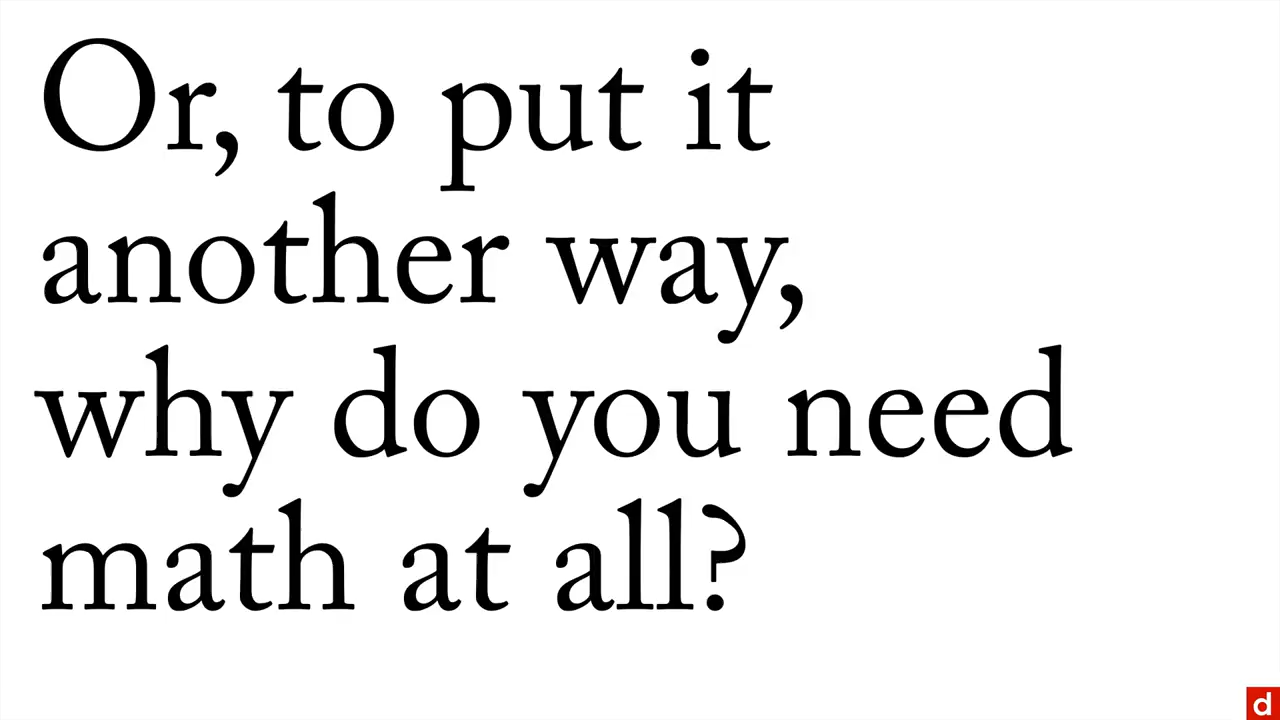 Or, to put it
another way,
why do you need
math at all?
d